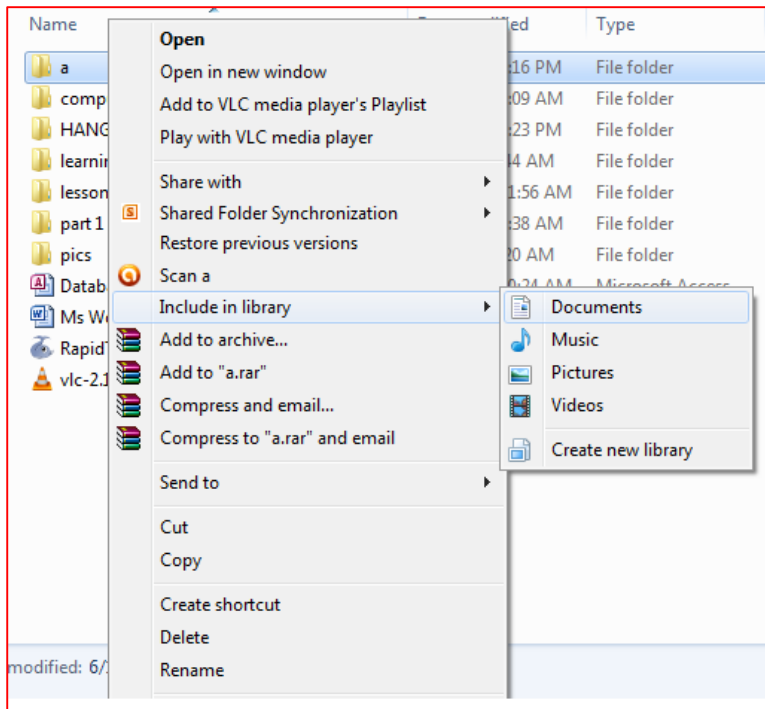 Name ified Type
a :16 PM File folder
comp :09 AM File folder
HANG :23 PM File folder
learnin 44 AM File folder
lesson 1:56 AM File folder
part 1 :38 AM File folder
pics 20 AM File folder
Datab Microsoft Access
Ms W
Rapid
vlc-2.1
Open
Open in new window
Add to VLC media player's Playlist
Play with VLC media player
Share with
Shared Folder Synchronization
Restore previous versions
Scan a
Include in library
Add to archive...
Add to "a.rar"
Compress and email...
Compress to "a.rar" and email
Send to
Cut
Copy
Create shortcut
Delete
Rename
Documents
Music
Pictures
Videos
Create new library
modified: 6/